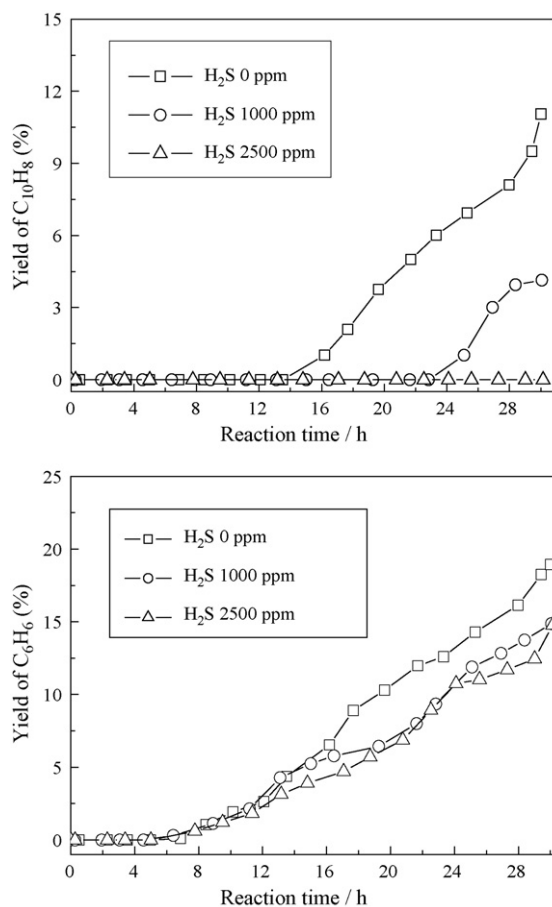 15
12
9
6
3
0
Yield of C₁₀H₈ (%)
H₂S 0 ppm
H₂S 1000 ppm
H₂S 2500 ppm
0 4 8 12 16 20 24 28
Reaction time / h
25
20
15
10
5
0
Yield of C₆H₆ (%)
H₂S 0 ppm
H₂S 1000 ppm
H₂S 2500 ppm
0 4 8 12 16 20 24 28
Reaction time / h